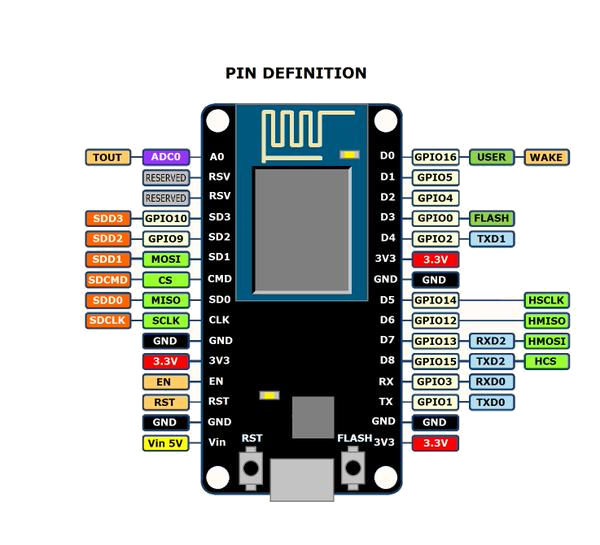 PIN DEFINITION
TOUT ADC0 A0 D0 GPIO16 USER WAKE
RESERVED RSV D1 GPIO5
RESERVED RSV D2 GPIO4
SDD3 GPIO10 SD3 D3 GPIO0 FLASH
SDD2 GPIO9 SD2 D4 GPIO2 TXD1
SDD1 MOSI SD1 3V3 3.3V
SDCMD CS CMD GND GND
SDD0 MISO SD0 D5 GPIO14 HSCLK
SDCLK SCLK CLK D6 GPIO12 HMISO
GND GND D7 GPIO13 RXD2 HMOSI
3.3V 3V3 D8 GPIO15 TXD2 HCS
EN EN RX GPIO3 RXD0
RST RST TX GPIO1 TXD0
GND GND GND GND
Vin 5V Vin RST FLASH 3V3 3.3V